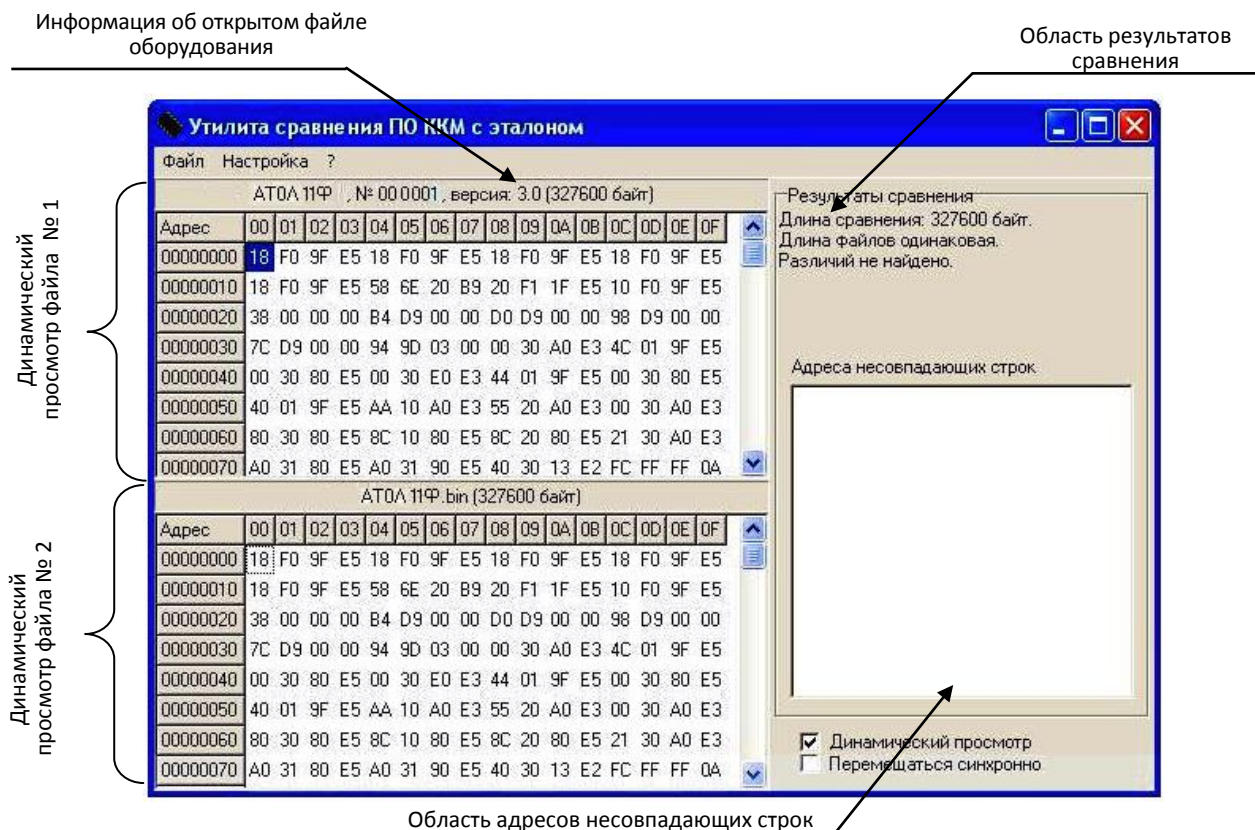 Информация об открытом файле
оборудования
Область результатов
сравнения
Утилита сравнения ПО ККМ с эталоном
Файл Настройка ?
АТОЛ 11Ф , № 000001 , версия: 3.0 (327600 байт)
Адрес 00 01 02 03 04 05 06 07 08 09 0A 0B 0C 0D 0E 0F
00000000 18 F0 9F E5 18 F0 9F E5 18 F0 9F E5 18 F0 9F E5
00000010 18 F0 9F E5 58 6E 20 B9 20 F1 1F E5 10 F0 9F E5
00000020 38 00 00 00 B4 D9 00 00 D0 D9 00 00 98 D9 00 00
00000030 7C D9 00 00 94 9D 03 00 00 30 A0 E3 4C 01 9F E5
00000040 00 30 80 E5 00 30 E0 E3 44 01 9F E5 00 30 80 E5
00000050 40 01 9F E5 AA 10 A0 E3 55 20 A0 E3 00 30 A0 E3
00000060 80 30 80 E5 8C 10 80 E5 8C 20 80 E5 21 30 A0 E3
00000070 A0 31 80 E5 A0 31 90 E5 40 30 13 E2 FC FF FF 0A
АТОЛ 11Ф.bin (327600 байт)
Адрес 00 01 02 03 04 05 06 07 08 09 0A 0B 0C 0D 0E 0F
00000000 18 F0 9F E5 18 F0 9F E5 18 F0 9F E5 18 F0 9F E5
00000010 18 F0 9F E5 58 6E 20 B9 20 F1 1F E5 10 F0 9F E5
00000020 38 00 00 00 B4 D9 00 00 D0 D9 00 00 98 D9 00 00
00000030 7C D9 00 00 94 9D 03 00 00 30 A0 E3 4C 01 9F E5
00000040 00 30 80 E5 00 30 E0 E3 44 01 9F E5 00 30 80 E5
00000050 40 01 9F E5 AA 10 A0 E3 55 20 A0 E3 00 30 A0 E3
00000060 80 30 80 E5 8C 10 80 E5 8C 20 80 E5 21 30 A0 E3
00000070 A0 31 80 E5 A0 31 90 E5 40 30 13 E2 FC FF FF 0A
Результаты сравнения
Длина сравнения: 327600 байт.
Длина файлов одинаковая.
Различий не найдено.
Адреса несовпадающих строк
Динамический просмотр
Перемещаться синхронно
Динамический
просмотр файла № 1
Динамический
просмотр файла № 2
Область адресов несовпадающих строк